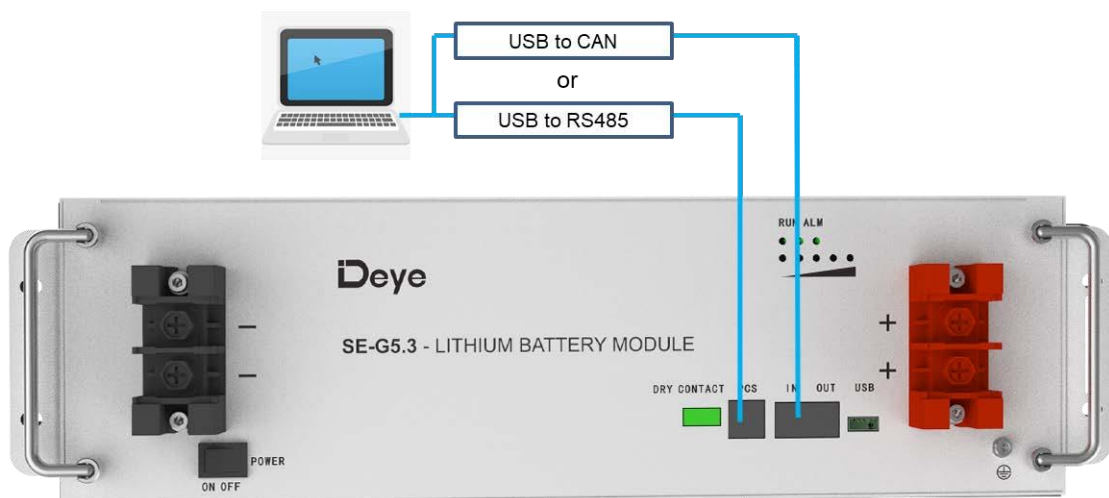 USB to CAN
or
USB to RS485
RUN ALM
Deye
SE-G5.3 - LITHIUM BATTERY MODULE
− +
− +
DRY CONTACT PCS IN OUT USB
POWER
ON OFF